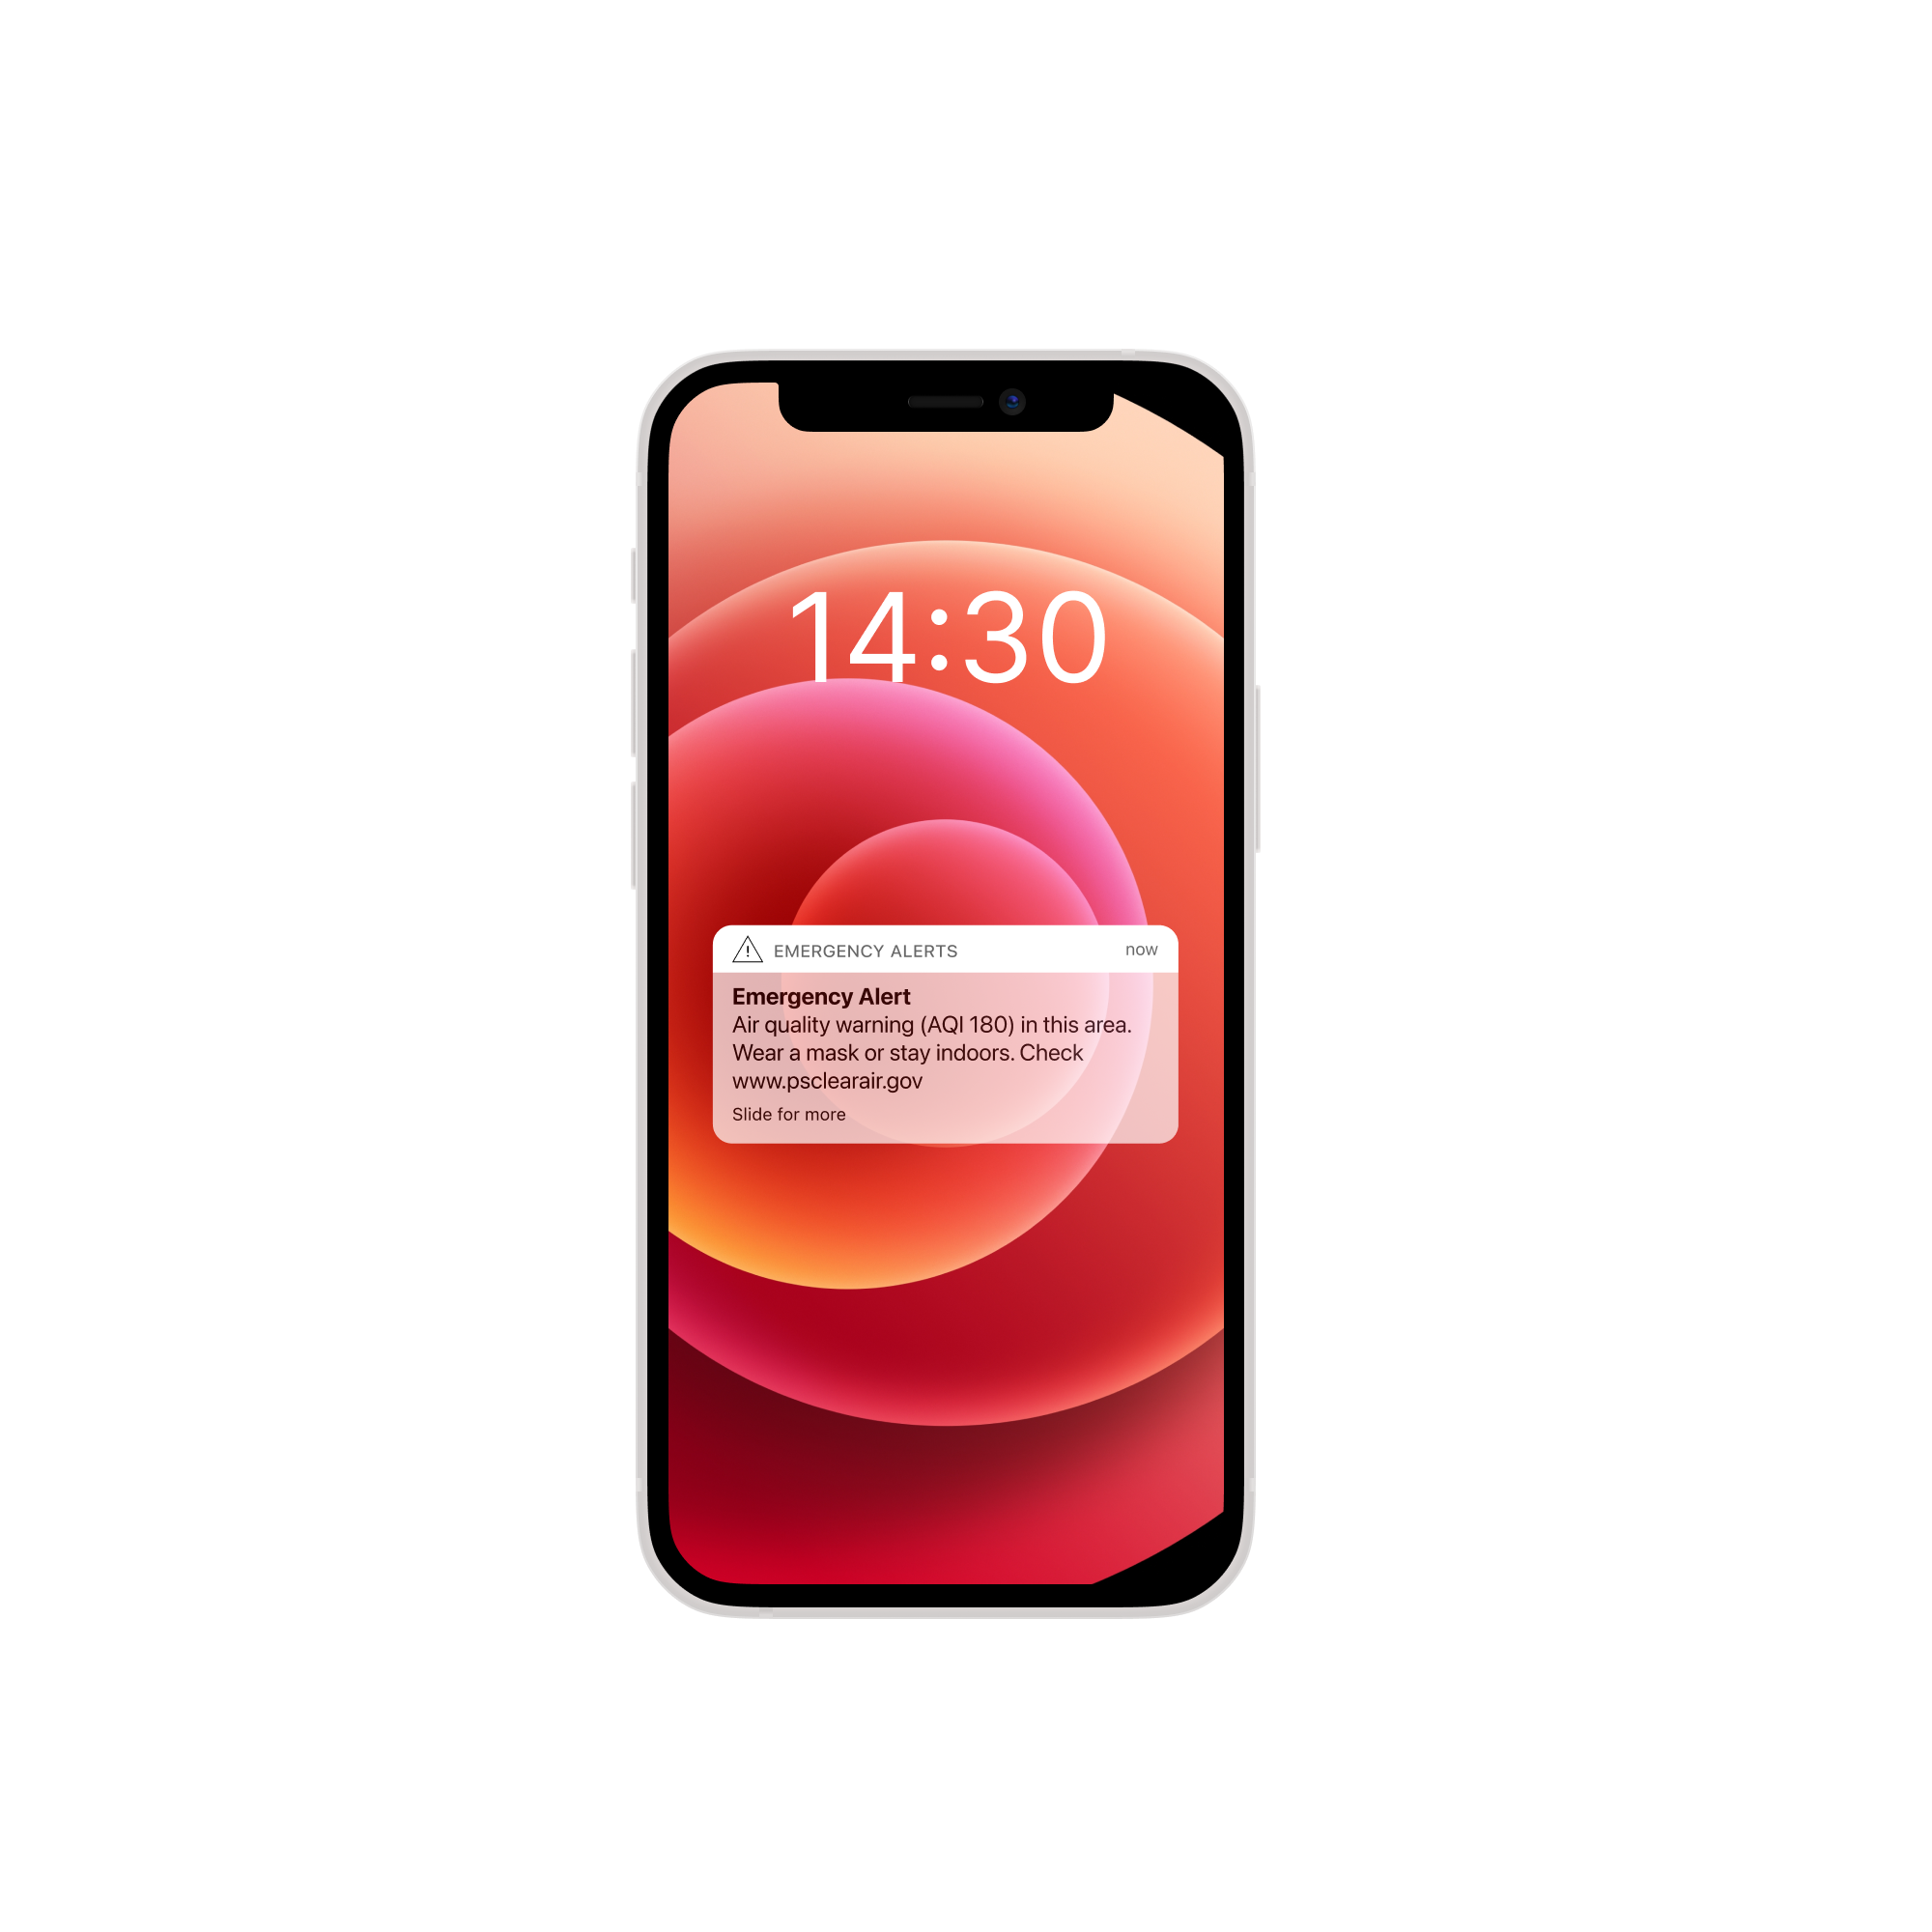 14:30
EMERGENCY ALERTS now
Emergency Alert
Air quality warning (AQI 180) in this area.
Wear a mask or stay indoors. Check
www.psclearair.gov
Slide for more